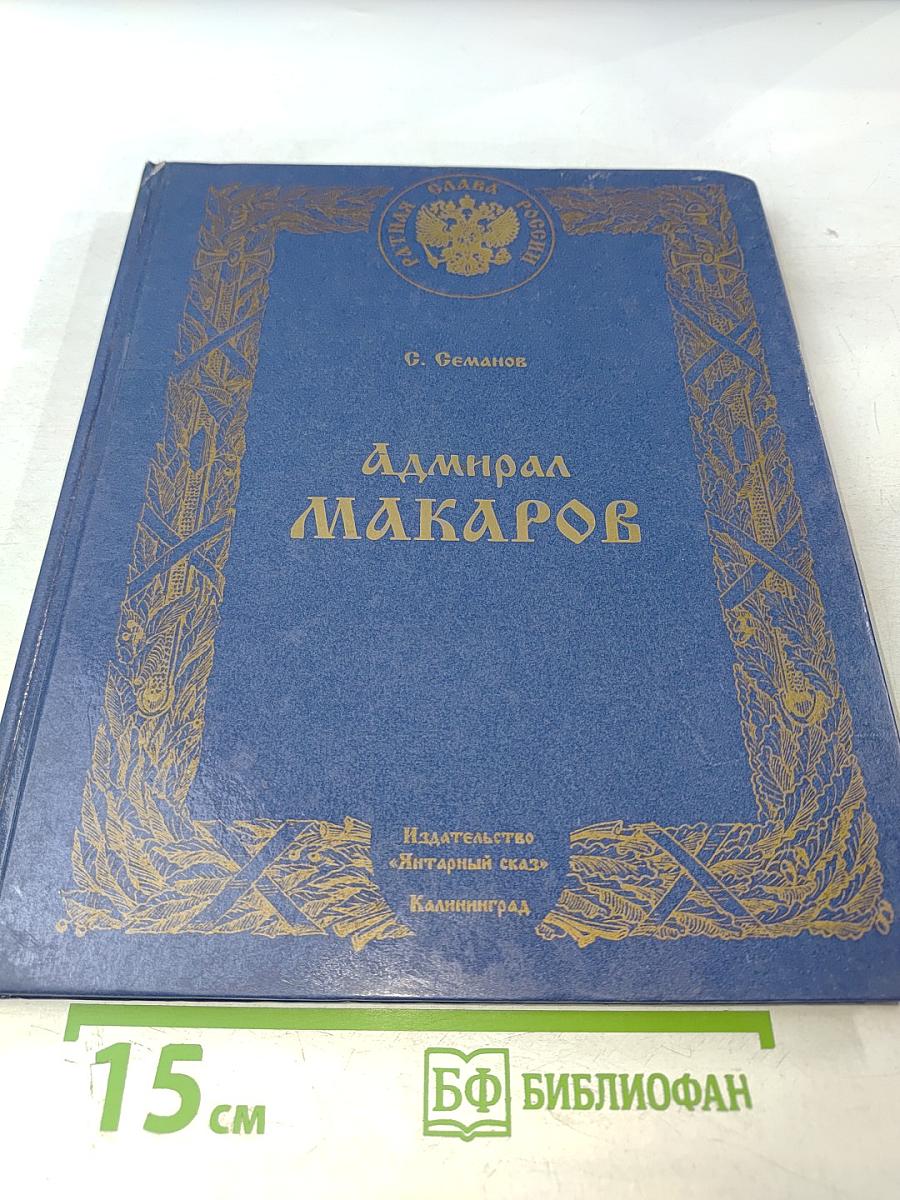 РАТНАЯ СЛАВА РОССИИ
С. Семанов
Адмирал
МАКАРОВ
Издательство
«Янтарный сказ»
Калининград
15 см
БФ БИБЛИОФАН